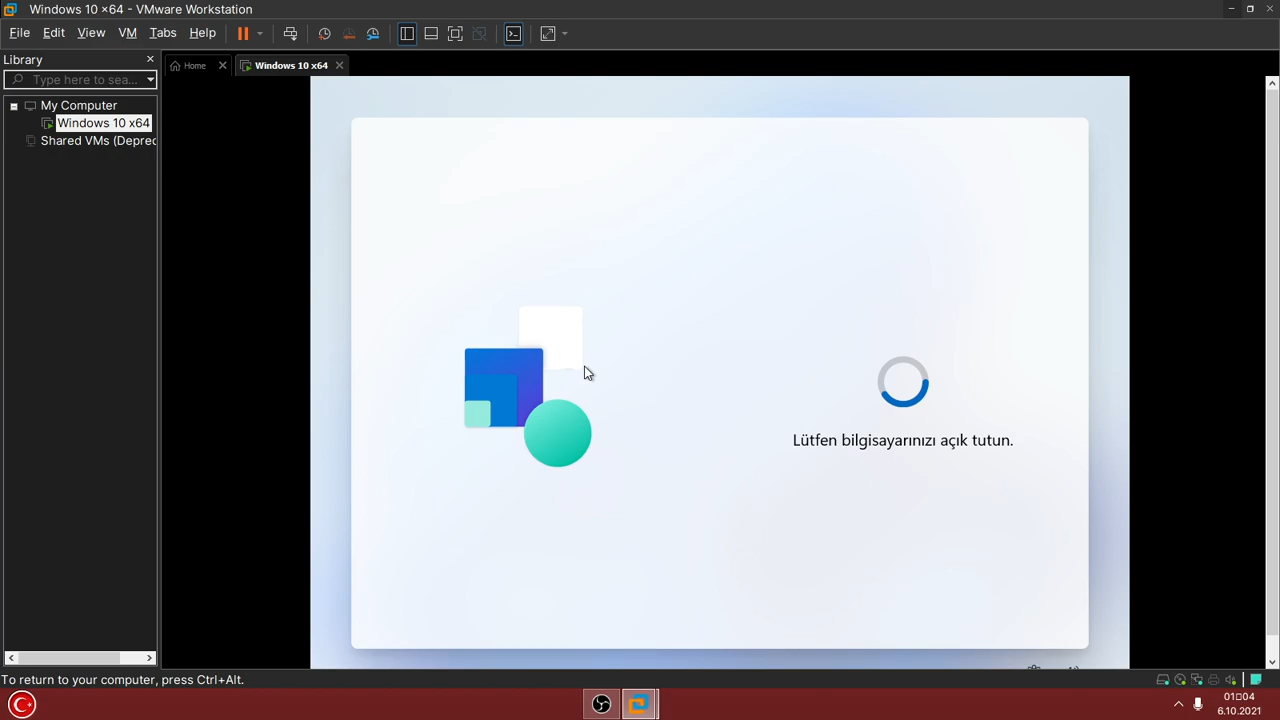 Windows 10 ×64 - VMware Workstation
File Edit View VM Tabs Help
Library
Type here to sea...
Home
Windows 10 x64
My Computer
Windows 10 x64
Shared VMs (Deprec
Lütfen bilgisayarınızı açık tutun.
To return to your computer, press Ctrl+Alt.
01□04
6.10.2021